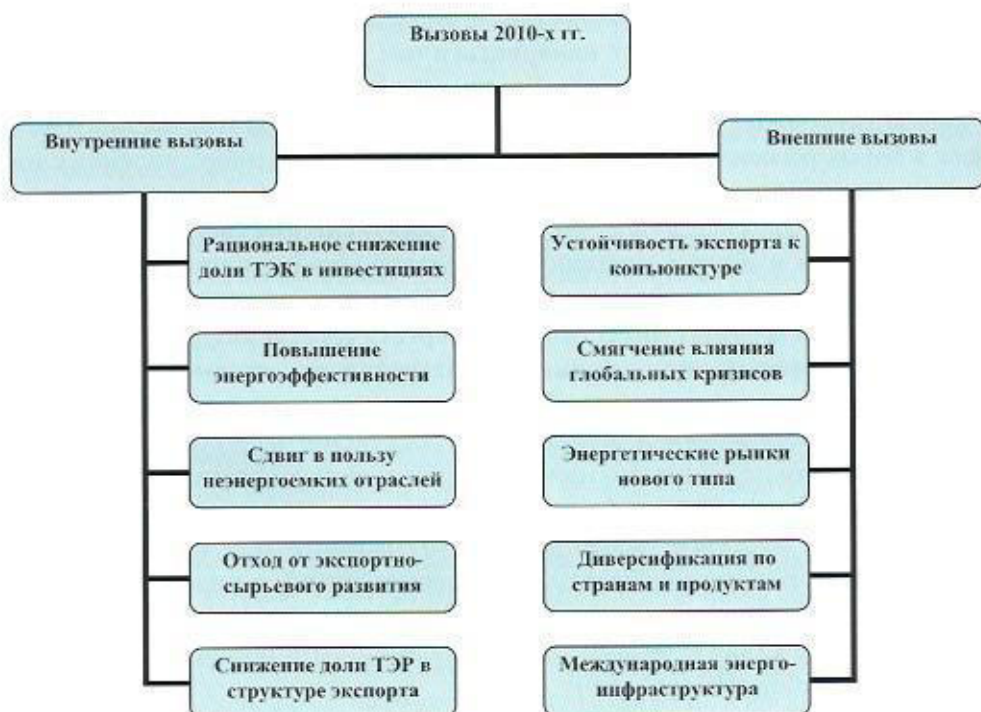 Вызовы 2010-х гг.
Внутренние вызовы
Внешние вызовы
Рациональное снижение
доли ТЭК в инвестициях
Повышение
энергоэффективности
Сдвиг в пользу
неэнергоемких отраслей
Отход от экспортно-
сырьевого развития
Снижение доли ТЭР в
структуре экспорта
Устойчивость экспорта к
конъюнктуре
Смягчение влияния
глобальных кризисов
Энергетические рынки
нового типа
Диверсификация по
странам и продуктам
Международная энерго-
инфраструктура